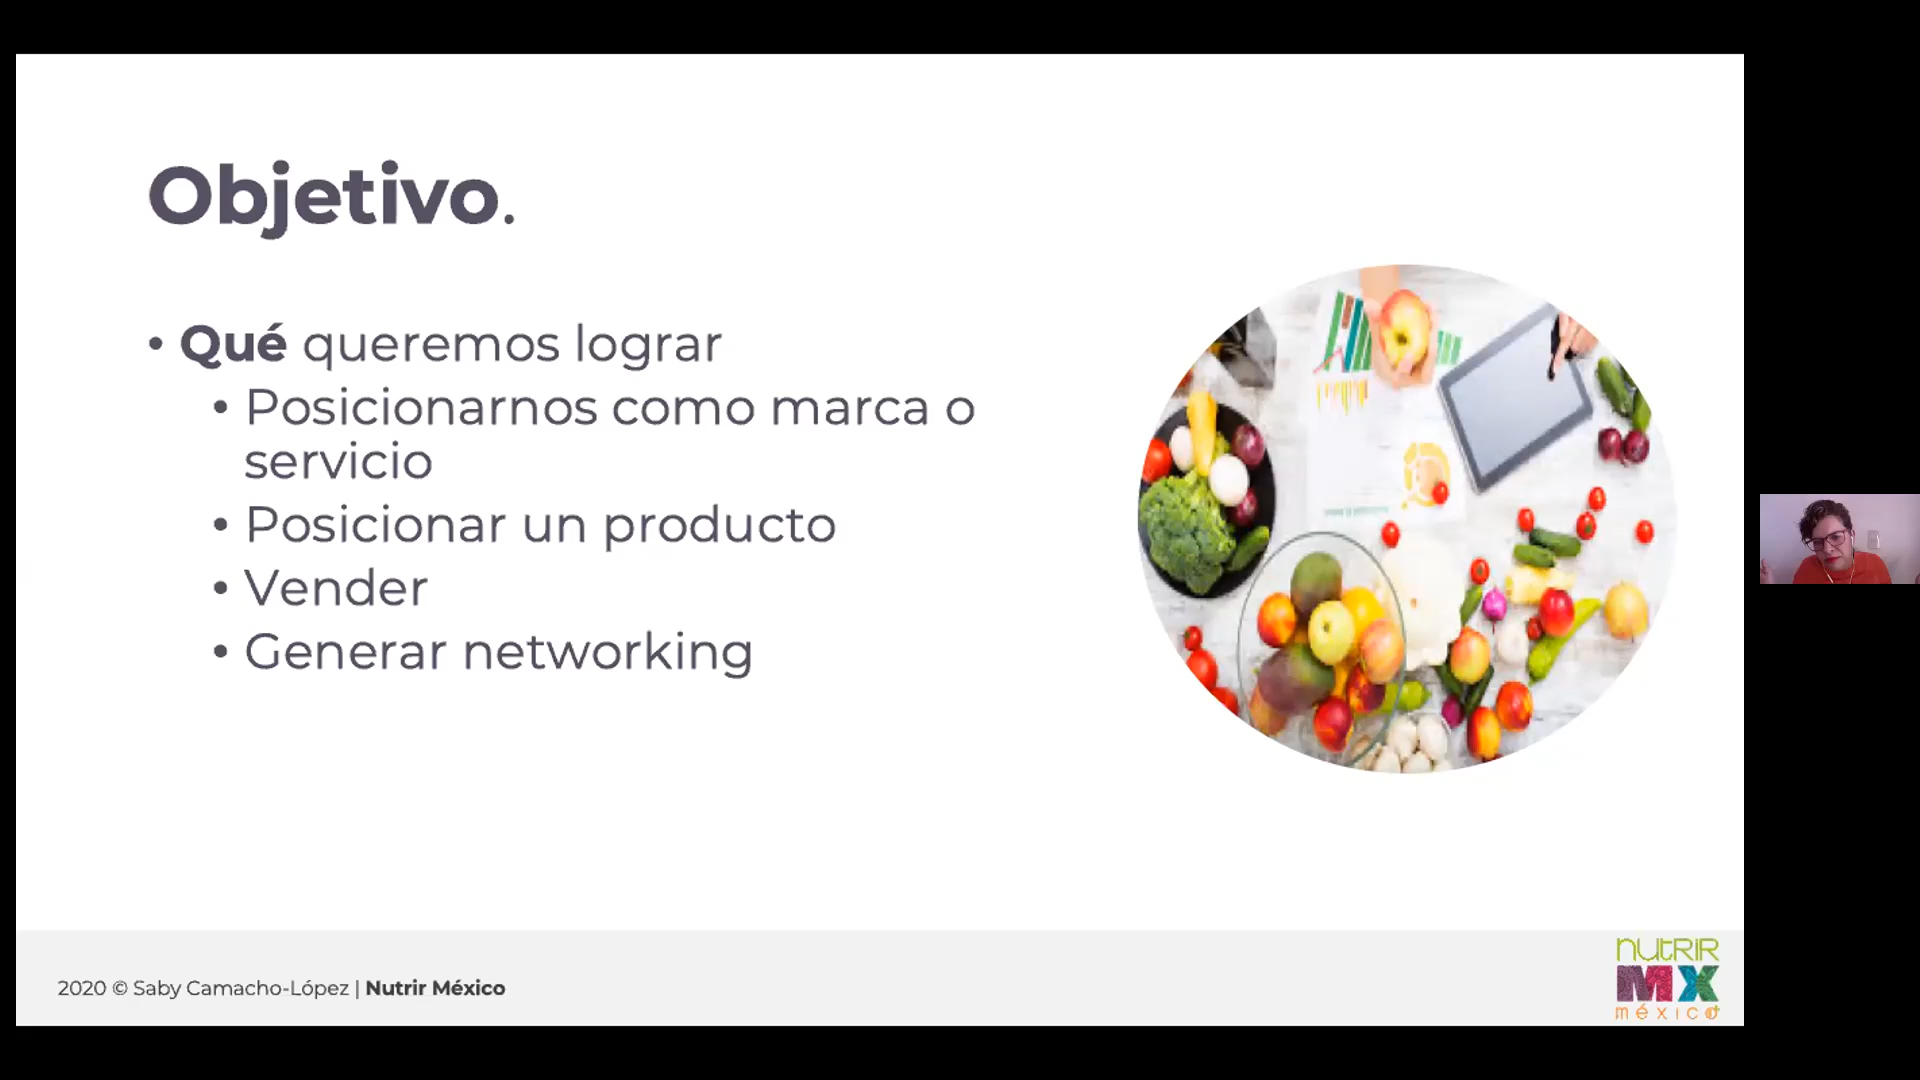 Objetivo.
• Qué queremos lograr
• Posicionarnos como marca o
servicio
• Posicionar un producto
• Vender
• Generar networking
2020 © Saby Camacho-López | Nutrir México
nutrir
MX
méxico